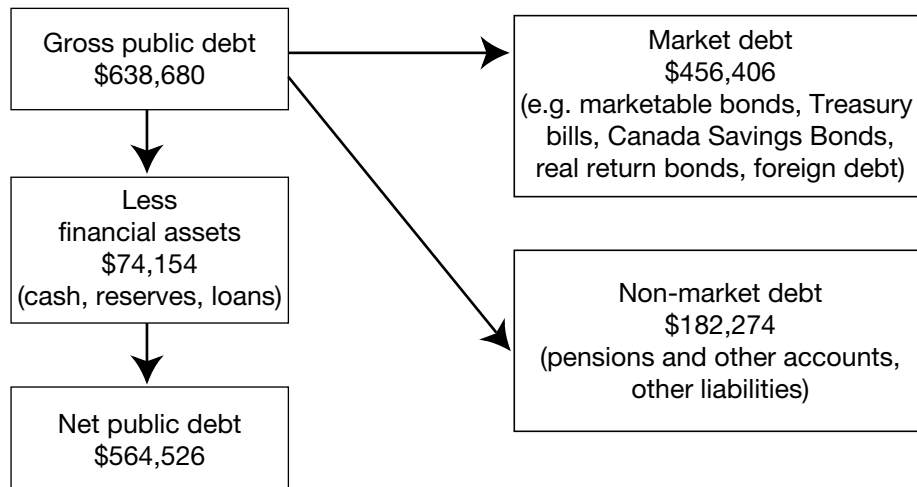 Gross public debt
$638,680
Market debt
$456,406
(e.g. marketable bonds, Treasury
bills, Canada Savings Bonds,
real return bonds, foreign debt)
Less
financial assets
$74,154
(cash, reserves, loans)
Non-market debt
$182,274
(pensions and other accounts,
other liabilities)
Net public debt
$564,526